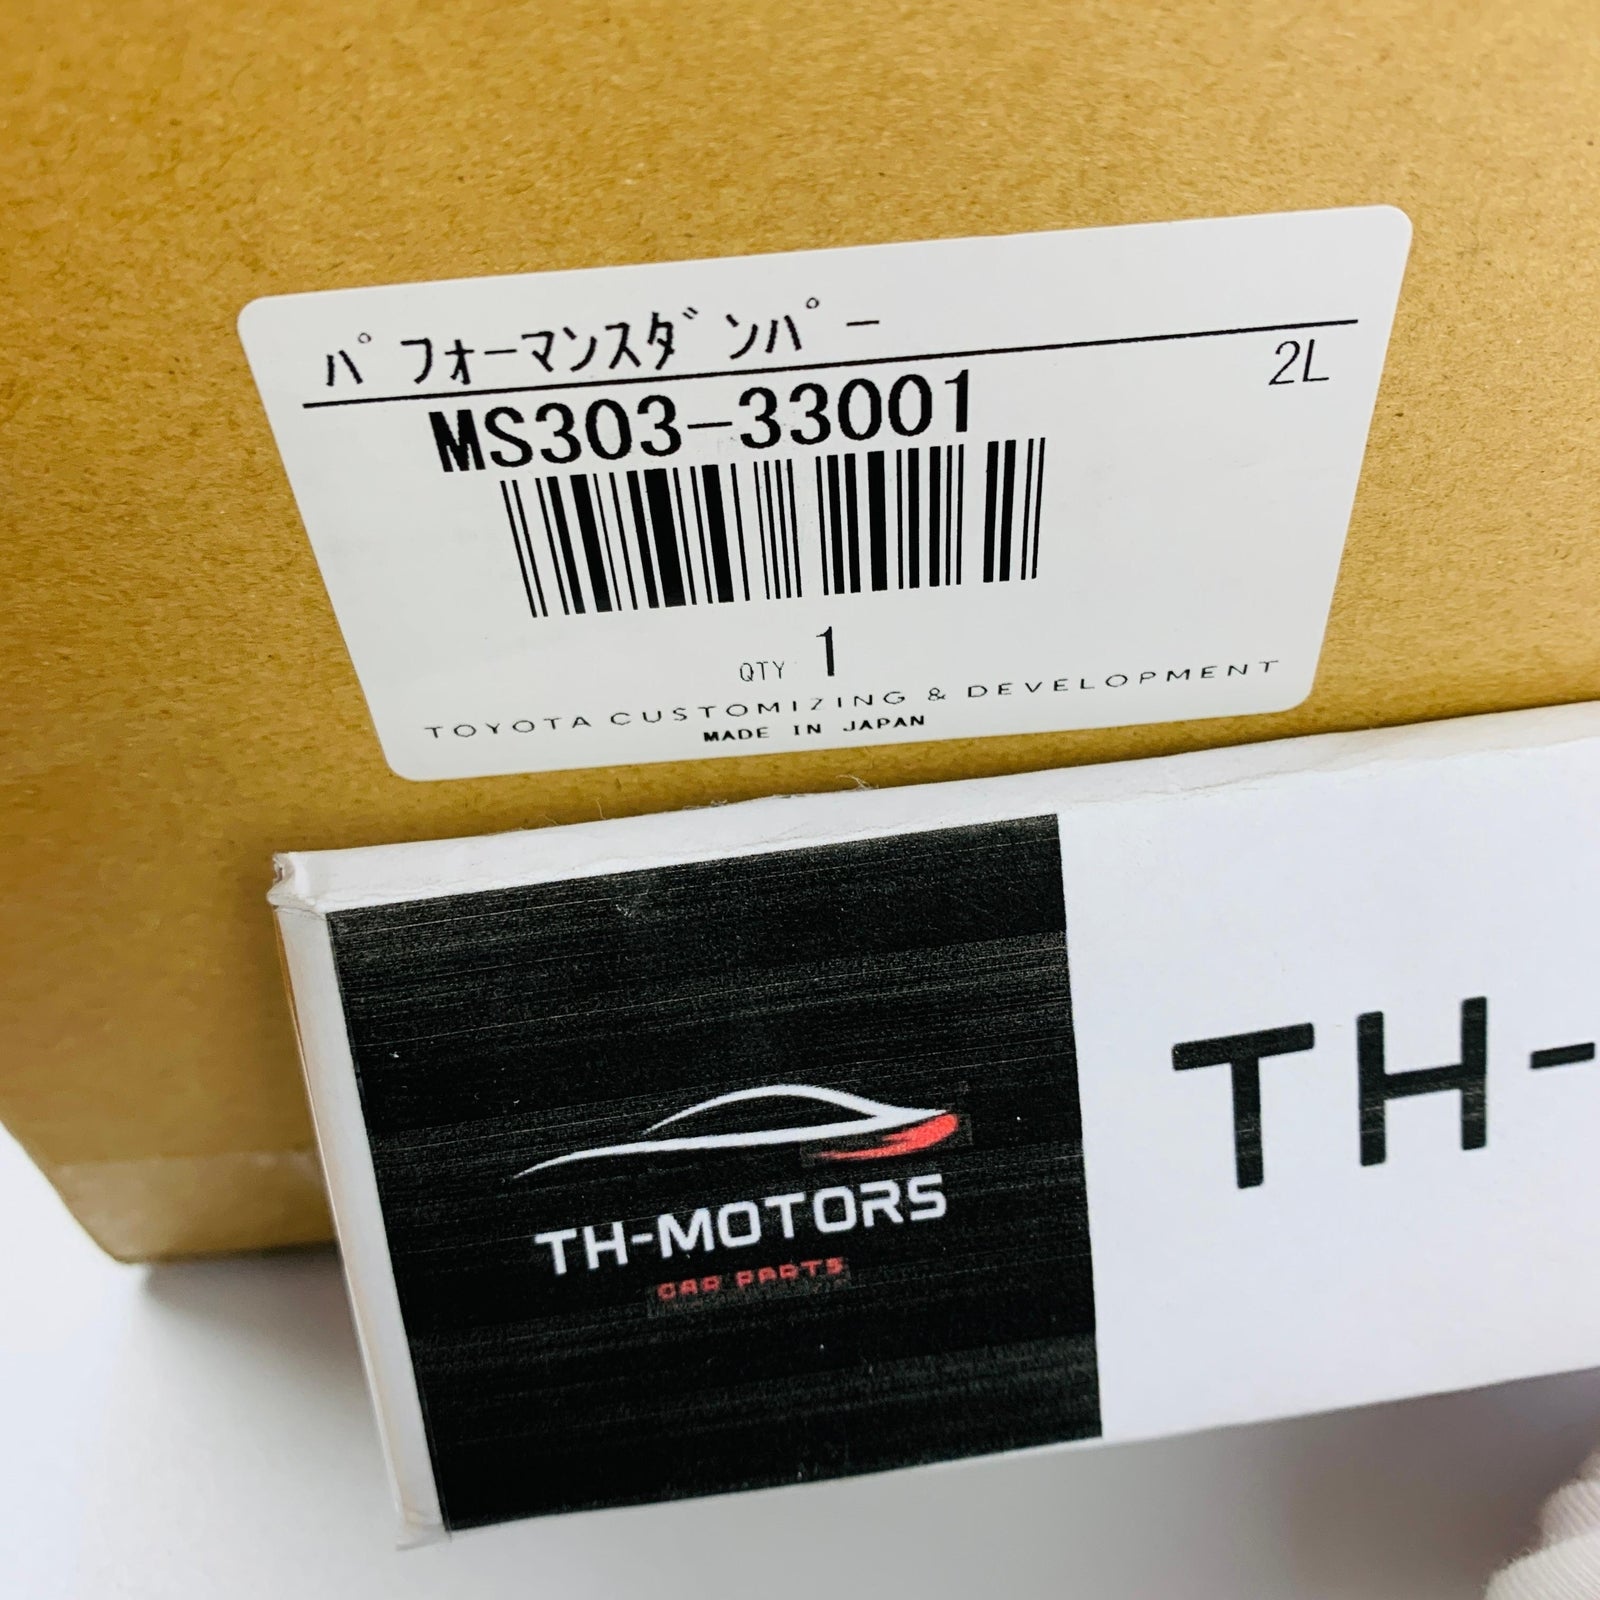 ﾊﾟﾌｫｰﾏﾝｽﾀﾞﾝﾊﾟｰ
MS303-33001
2L
QTY 1
TOYOTA CUSTOMIZING & DEVELOPMENT
MADE IN JAPAN
TH-MOTORS
CAR PARTS
TH-